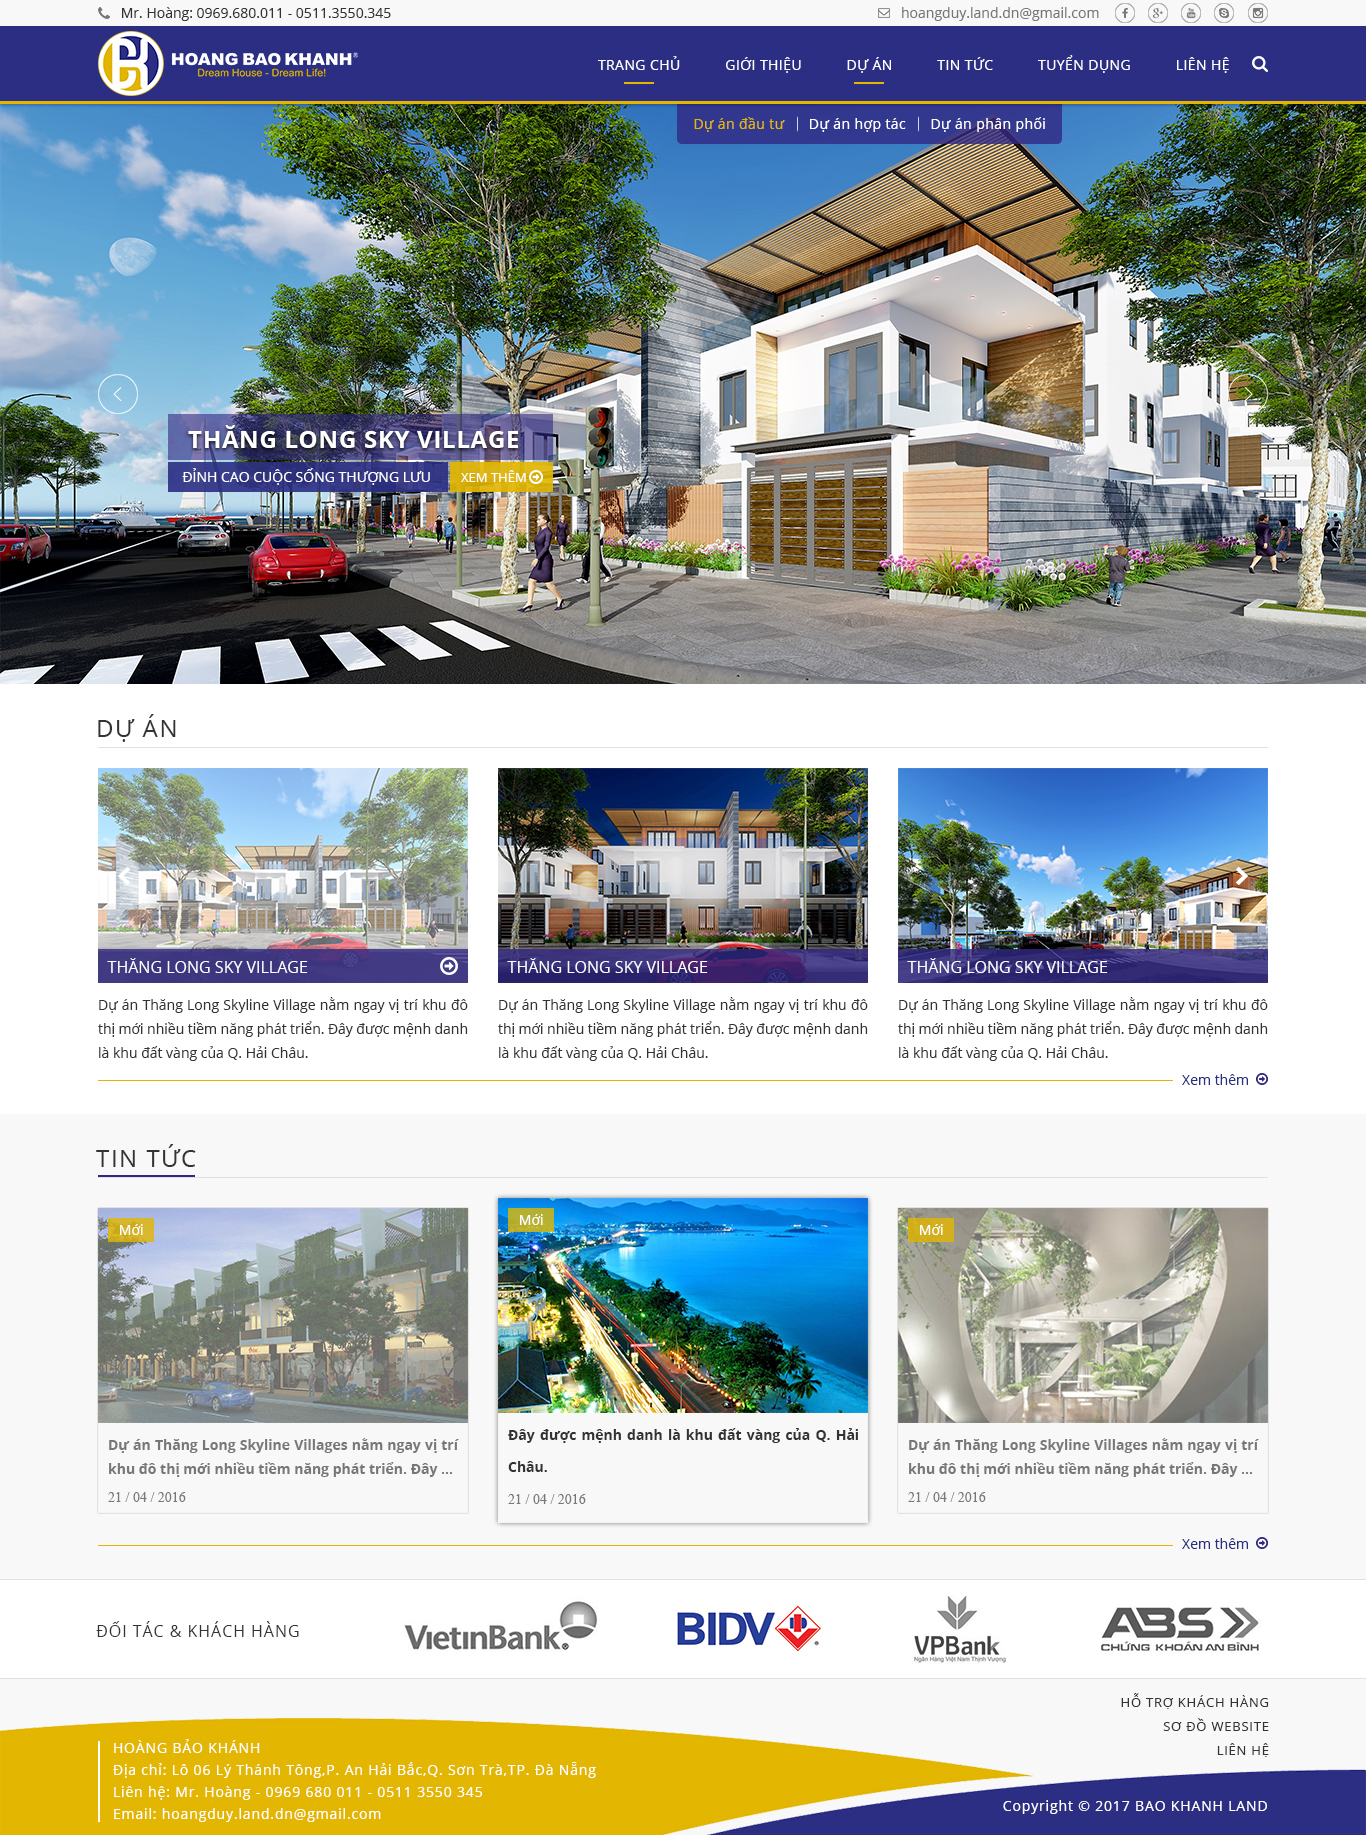 Mr. Hoàng: 0969.680.011 - 0511.3550.345
hoangduy.land.dn@gmail.com
HOANG BAO KHANH®
Dream House - Dream Life!
TRANG CHỦ
GIỚI THIỆU
DỰ ÁN
TIN TỨC
TUYỂN DỤNG
LIÊN HỆ
Dự án đầu tư | Dự án hợp tác | Dự án phân phối
THĂNG LONG SKY VILLAGE
ĐỈNH CAO CUỘC SỐNG THƯỢNG LƯU
XEM THÊM
DỰ ÁN
THĂNG LONG SKY VILLAGE
Dự án Thăng Long Skyline Village nằm ngay vị trí khu đô
thị mới nhiều tiềm năng phát triển. Đây được mệnh danh
là khu đất vàng của Q. Hải Châu.
THĂNG LONG SKY VILLAGE
Dự án Thăng Long Skyline Village nằm ngay vị trí khu đô
thị mới nhiều tiềm năng phát triển. Đây được mệnh danh
là khu đất vàng của Q. Hải Châu.
THĂNG LONG SKY VILLAGE
Dự án Thăng Long Skyline Village nằm ngay vị trí khu đô
thị mới nhiều tiềm năng phát triển. Đây được mệnh danh
là khu đất vàng của Q. Hải Châu.
Xem thêm
TIN TỨC
Mới
Dự án Thăng Long Skyline Villages nằm ngay vị trí
khu đô thị mới nhiều tiềm năng phát triển. Đây ...
21 / 04 / 2016
Mới
Đây được mệnh danh là khu đất vàng của Q. Hải
Châu.
21 / 04 / 2016
Mới
Dự án Thăng Long Skyline Villages nằm ngay vị trí
khu đô thị mới nhiều tiềm năng phát triển. Đây ...
21 / 04 / 2016
Xem thêm
ĐỐI TÁC & KHÁCH HÀNG
VietinBank
BIDV
VPBank
Ngân Hàng Việt Nam Thịnh Vượng
ABS
CHỨNG KHOÁN AN BÌNH
HỖ TRỢ KHÁCH HÀNG
SƠ ĐỒ WEBSITE
LIÊN HỆ
HOÀNG BẢO KHÁNH
Địa chỉ: Lô 06 Lý Thánh Tông,P. An Hải Bắc,Q. Sơn Trà,TP. Đà Nẵng
Liên hệ: Mr. Hoàng - 0969 680 011 - 0511 3550 345
Email: hoangduy.land.dn@gmail.com
Copyright © 2017 BAO KHANH LAND